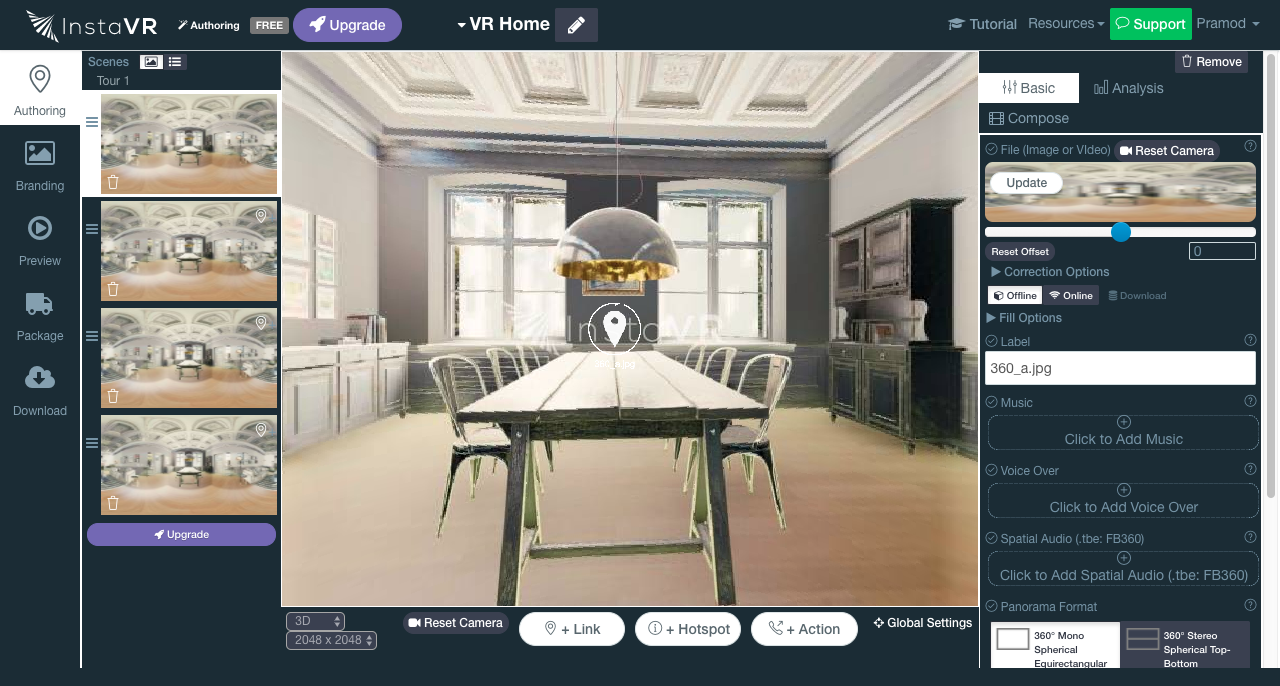 InstaVR
Authoring
FREE
Upgrade
VR Home
Tutorial
Resources
Support
Pramod
Authoring
Branding
Preview
Package
Download
Scenes
Tour 1
Upgrade
InstaVR
3D
2048 x 2048
Reset Camera
+ Link
+ Hotspot
+ Action
Global Settings
Remove
Basic
Analysis
Compose
File (Image or VIdeo)
Reset Camera
Update
Reset Offset
0
Correction Options
Offline
Online
Download
Fill Options
Label
360_a.jpg
Music
Click to Add Music
Voice Over
Click to Add Voice Over
Spatial Audio (.tbe: FB360)
Click to Add Spatial Audio (.tbe: FB360)
Panorama Format
360° Mono
Spherical
Equirectangular
360° Stereo
Spherical Top-
Bottom